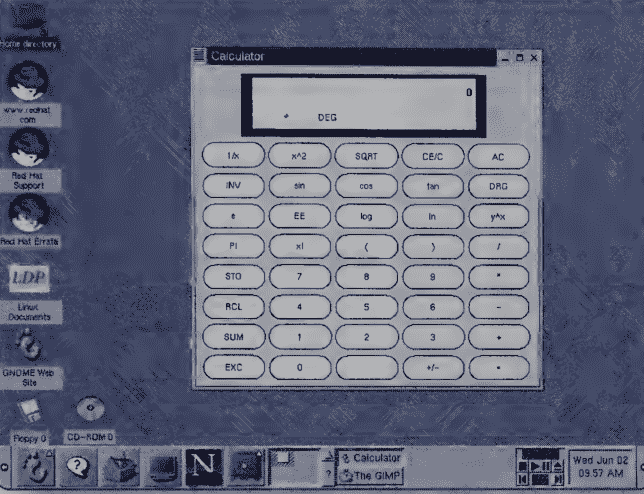 home directory
www.redhat.
com
Red Hat
Support
Red Hat Errata
LDP
Linux
Documents
GNOME Web
Site
Floppy 0
CD-ROM 0
Calculator
0
DEG
1/x x^2 SQRT CE/C AC
INV sin cos tan DRG
e EE log ln y^x
PI x! ( ) /
STO 7 8 9 *
RCL 4 5 6 -
SUM 1 2 3 +
EXC 0 +/- =
N
?
Calculator
The GIMP
Wed Jun 02
09:57 AM